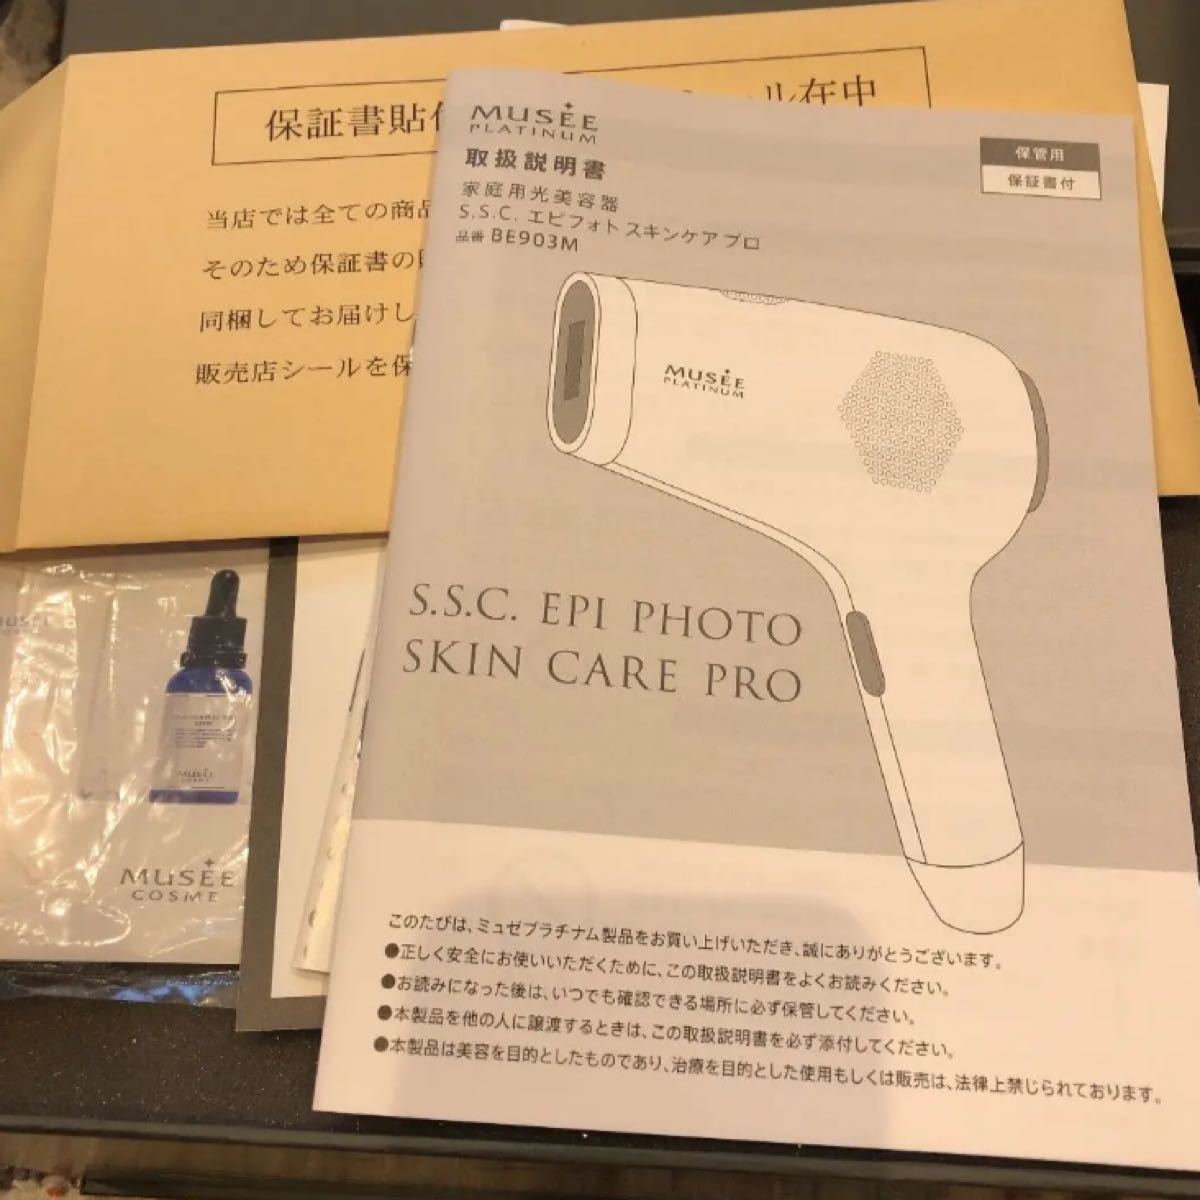 保証書貼
ール在中
当店では全ての商品
そのため保証書の
同梱してお届けし
販売店シールを保
MUSÉE
PLATINUM
取扱説明書
家庭用光美容器
S.S.C. エピフォト スキンケア プロ
品番 BE903M
保管用
保証書付
MUSÉE
PLATINUM
S.S.C. EPI PHOTO
SKIN CARE PRO
このたびは、ミュゼプラチナム製品をお買い上げいただき、誠にありがとうございます。
●正しく安全にお使いいただくために、この取扱説明書をよくお読みください。
●お読みになった後は、いつでも確認できる場所に必ず保管してください。
●本製品を他の人に譲渡するときは、この取扱説明書を必ず添付してください。
●本製品は美容を目的としたものであり、治療を目的とした使用もしくは販売は、法律上禁じられております。
MUSÉE
MUSÉE
COSME